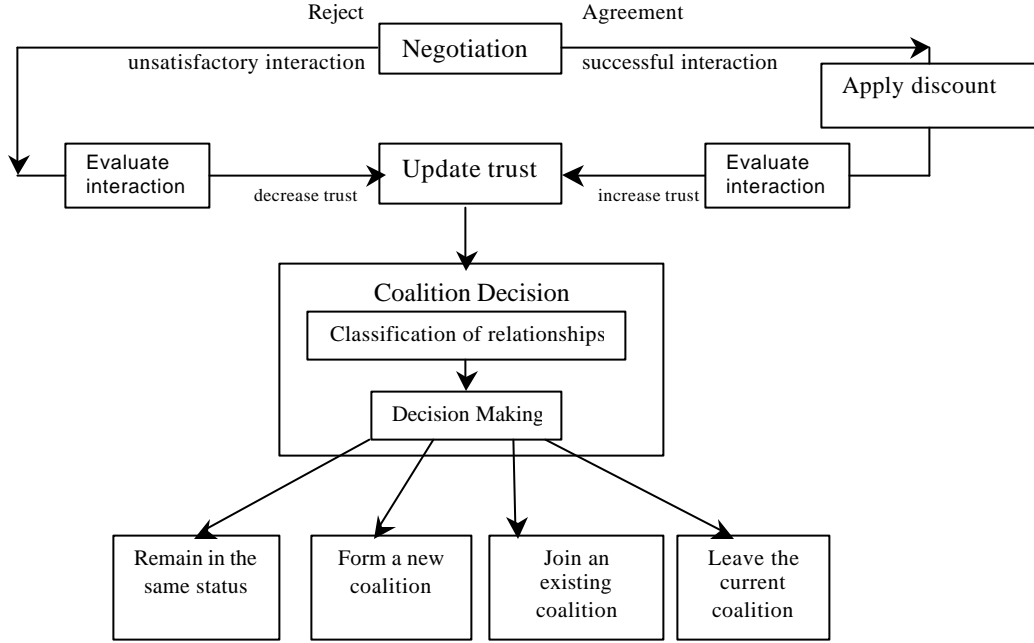 Reject
Agreement
Negotiation
unsatisfactory interaction
successful interaction
Apply discount
Evaluate
interaction
decrease trust
Update trust
increase trust
Evaluate
interaction
Coalition Decision
Classification of relationships
Decision Making
Remain in the
same status
Form a new
coalition
Join an
existing
coalition
Leave the
current
coalition